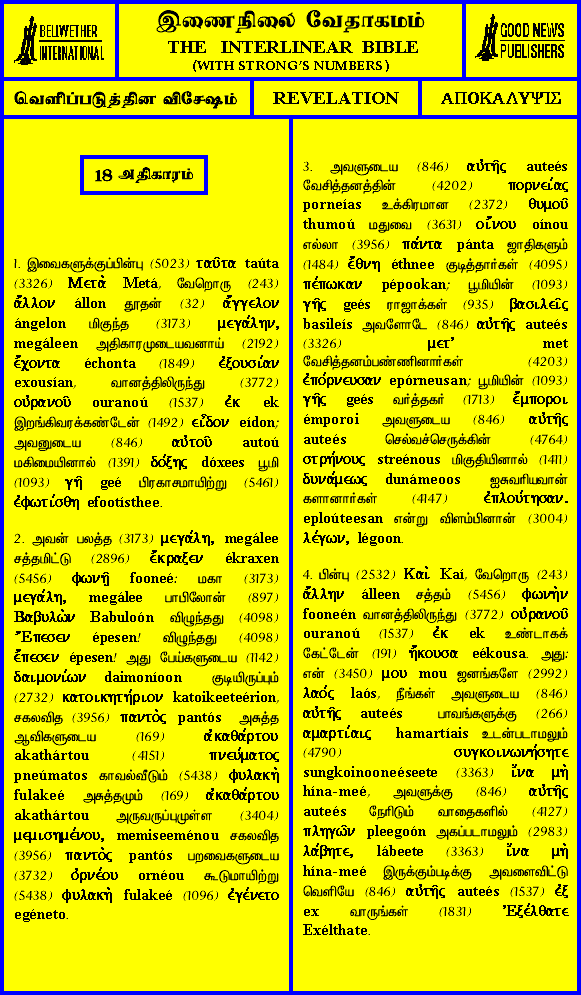 BELLWETHER
INTERNATIONAL
இணைநிலை வேதாகமம்
THE INTERLINEAR BIBLE
(WITH STRONG'S NUMBERS)
GOOD NEWS
PUBLISHERS
வெளிப்படுத்தின விசேஷம்
REVELATION
ΑΠΟΚΑΛΥΨΙΣ
18 அதிகாரம்
1. இவைகளுக்குப்பின்பு (5023) ταῦτα taúta
(3326) Μετὰ Metá, வேறொரு (243)
ἄλλον állon தூதன் (32) ἄγγελον
ángelon மிகுந்த (3173) μεγάλην,
megáleen அதிகாரமுடையவனாய் (2192)
ἔχοντα échonta (1849) ἐξουσίαν
exousían, வானத்திலிருந்து (3772)
οὐρανοῦ ouranoú (1537) ἐκ ek
இறங்கிவரக்கண்டேன் (1492) εἶδον eídon;
அவனுடைய (846) αὐτοῦ autoú
மகிமையினால் (1391) δόξης dóxees பூமி
(1093) γῆ geé பிரகாசமாயிற்று (5461)
ἐφωτίσθη efootísthee.
2. அவன் பலத்த (3173) μεγάλη, megálee
சத்தமிட்டு (2896) ἔκραξεν ékraxen
(5456) φωνῇ fooneé: மகா (3173)
μεγάλη, megálee பாபிலோன் (897)
Βαβυλὼν Babuloón விழுந்தது (4098)
Ἔπεσεν épesen! விழுந்தது (4098)
ἔπεσεν épesen! அது பேய்களுடைய (1142)
δαιμονίων daimoníoon குடியிருப்பும்
(2732) κατοικητήριον katoikeeteérion,
சகலவித (3956) παντὸς pantós அசுத்த
ஆவிகளுடைய (169) ἀκαθάρτου
akathártou (4151) πνεύματος
pneúmatos காவல்வீடும் (5438) φυλακὴ
fulakeé அசுத்தமும் (169) ἀκαθάρτου
akathártou அருவருப்புமுள்ள (3404)
μεμισημένου, memiseeménou சகலவித
(3956) παντὸς pantós பறவைகளுடைய
(3732) ὀρνέου ornéou கூடுமாயிற்று
(5438) φυλακὴ fulakeé (1096) ἐγένετο
egéneto.
3. அவளுடைய (846) αὐτῆς auteés
வேசித்தனத்தின் (4202) πορνείας
porneías உக்கிரமான (2372) θυμοῦ
thumoú மதுவை (3631) οἴνου oínou
எல்லா (3956) πάντα pánta ஜாதிகளும்
(1484) ἔθνη éthnee குடித்தார்கள் (4095)
πέπωκαν pépookan; பூமியின் (1093)
γῆς geés ராஜாக்கள் (935) βασιλεῖς
basileís அவளோடே (846) αὐτῆς auteés
(3326) μετ' met
வேசித்தனம்பண்ணினார்கள் (4203)
ἐπόρνευσαν epórneusan; பூமியின் (1093)
γῆς geés வர்த்தகர் (1713) ἔμποροι
émporoi அவளுடைய (846) αὐτῆς
auteés செல்வச்செருக்கின் (4764)
στρήνους streénous மிகுதியினால் (1411)
δυνάμεως dunámeoos ஐசுவரியவான்
களானார்கள் (4147) ἐπλούτησαν.
eploúteesan என்று விளம்பினான் (3004)
λέγων, légoon.
4. பின்பு (2532) Καὶ Kaí, வேறொரு (243)
ἄλλην álleen சத்தம் (5456) φωνὴν
fooneén வானத்திலிருந்து (3772) οὐρανοῦ
ouranoú (1537) ἐκ ek உண்டாகக்
கேட்டேன் (191) ἤκουσα eékousa. அது:
என் (3450) μου mou ஜனங்களே (2992)
λαός laós, நீங்கள் அவளுடைய (846)
αὐτῆς auteés பாவங்களுக்கு (266)
αμαρτίαις hamartíais உடன்படாமலும்
(4790) συγκοινωνήσητε
sungkoinooneéseete (3363) ἵνα μὴ
hína-meé, அவளுக்கு (846) αὐτῆς
auteés நேரிடும் வாதைகளில் (4127)
πληγῶν pleegoón அகப்படாமலும் (2983)
λάβητε, lábeete (3363) ἵνα μὴ
hína-meé இருக்கும்படிக்கு அவளைவிட்டு
வெளியே (846) αὐτῆς auteés (1537) ἐξ
ex வாருங்கள் (1831) Ἐξέλθατε
Exélthate.